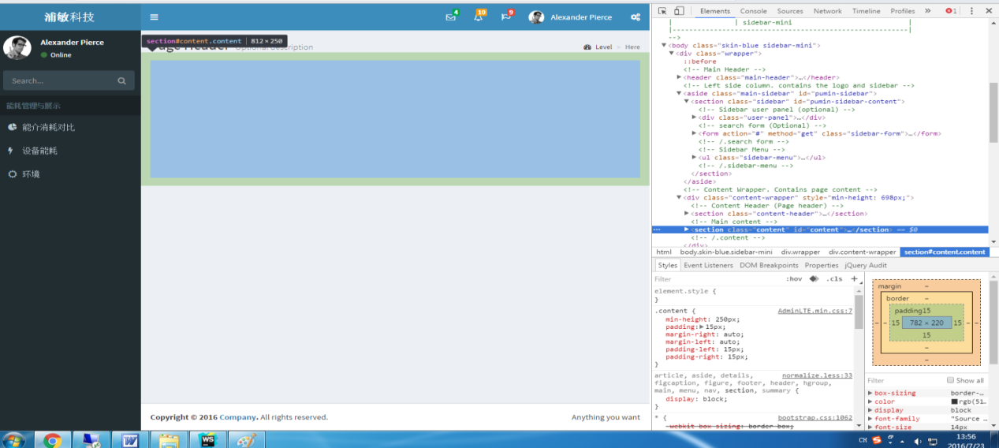 浦敏科技
4
10
9
Alexander Pierce
Alexander Pierce
Online
Search...
能耗管理与展示
能介消耗对比
设备能耗
环境
section#content.content | 812 × 250
Optional description
Level > Here
Copyright © 2016 Company. All rights reserved.
Anything you want
Elements Console Sources Network Timeline Profiles » 1
| | sidebar-mini |
|---------------------------------------------------------|
-->
▼<body class="skin-blue sidebar-mini">
▼<div class="wrapper">
::before
<!-- Main Header -->
▶<header class="main-header">…</header>
<!-- Left side column. contains the logo and sidebar -->
▼<aside class="main-sidebar" id="pumin-sidebar">
▼<section class="sidebar" id="pumin-sidebar-content">
<!-- Sidebar user panel (optional) -->
▶<div class="user-panel">…</div>
<!-- search form (Optional) -->
▶<form action="#" method="get" class="sidebar-form">…</form>
<!-- /.search form -->
<!-- Sidebar Menu -->
▶<ul class="sidebar-menu">…</ul>
<!-- /.sidebar-menu -->
</section>
</aside>
<!-- Content Wrapper. Contains page content -->
▼<div class="content-wrapper" style="min-height: 698px;">
<!-- Content Header (Page header) -->
▶<section class="content-header">…</section>
<!-- Main content -->
▶<section class="content" id="content">…</section> == $0
<!-- /.content -->
</div>
html body.skin-blue.sidebar-mini div.wrapper div.content-wrapper section#content.content
Styles Event Listeners DOM Breakpoints Properties jQuery Audit
Filter :hov .cls +
element.style {
}
.content { AdminLTE.min.css:7
min-height: 250px;
padding:▶15px;
margin-right: auto;
margin-left: auto;
padding-left: 15px;
padding-right: 15px;
}
article, aside, details, normalize.less:33
figcaption, figure, footer, header, hgroup,
main, menu, nav, section, summary {
display: block;
}
* { bootstrap.css:1062
-webkit-box-sizing: border-box;
margin –
border –
padding15
– – 15 782 × 220 15 – –
15
–
–
Filter Show all
▶box-sizing border-…
▶color rgb(51…
▶display block
▶font-family "Source …
▶font-size 14px
CH
13:56
2016/7/23